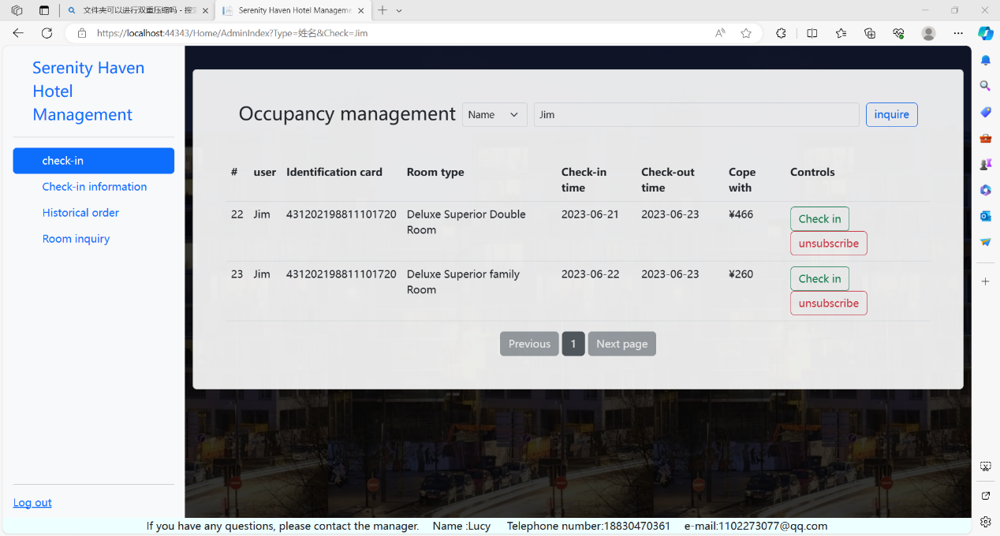 文件夹可以进行双重压缩吗 - 搜索
Serenity Haven Hotel Manageme
https://localhost:44343/Home/AdminIndex?Type=姓名&Check=Jim
Serenity Haven
Hotel
Management
check-in
Check-in information
Historical order
Room inquiry
Log out
Occupancy management Name Jim inquire
# user Identification card Room type Check-in time Check-out time Cope with Controls
22 Jim 431202198811101720 Deluxe Superior Double Room 2023-06-21 2023-06-23 ¥466 Check in
unsubscribe
23 Jim 431202198811101720 Deluxe Superior family Room 2023-06-22 2023-06-23 ¥260 Check in
unsubscribe
Previous 1 Next page
If you have any questions, please contact the manager. Name :Lucy Telephone number:18830470361 e-mail:1102273077@qq.com